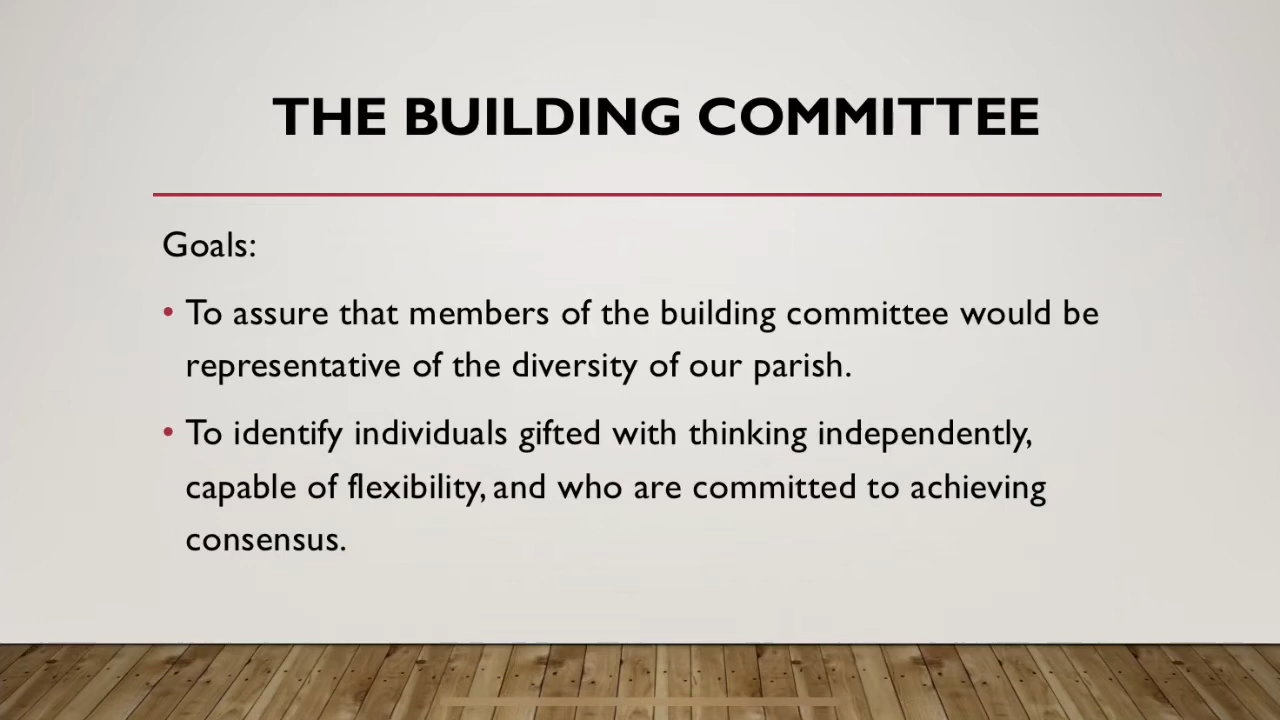 THE BUILDING COMMITTEE
Goals:
• To assure that members of the building committee would be
representative of the diversity of our parish.
• To identify individuals gifted with thinking independently,
capable of flexibility, and who are committed to achieving
consensus.